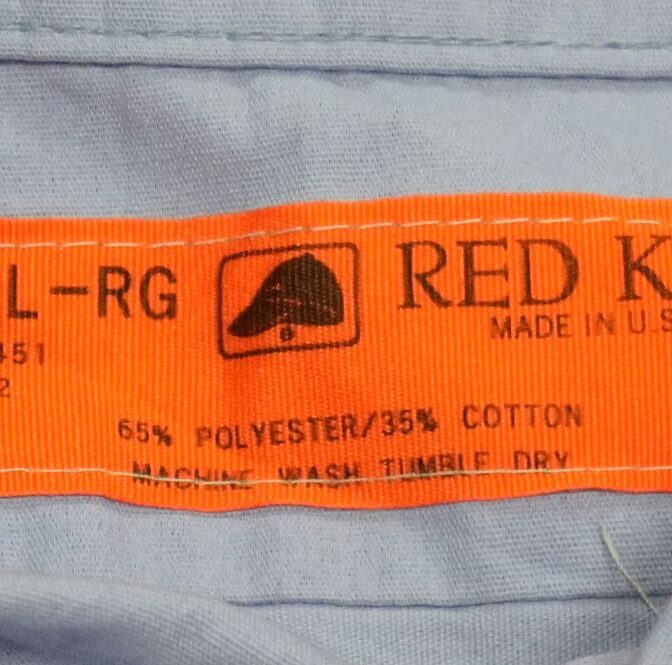 L-RG
RED K
MADE IN U.S
451
2
65% POLYESTER/35% COTTON
MACHINE WASH TUMBLE DRY